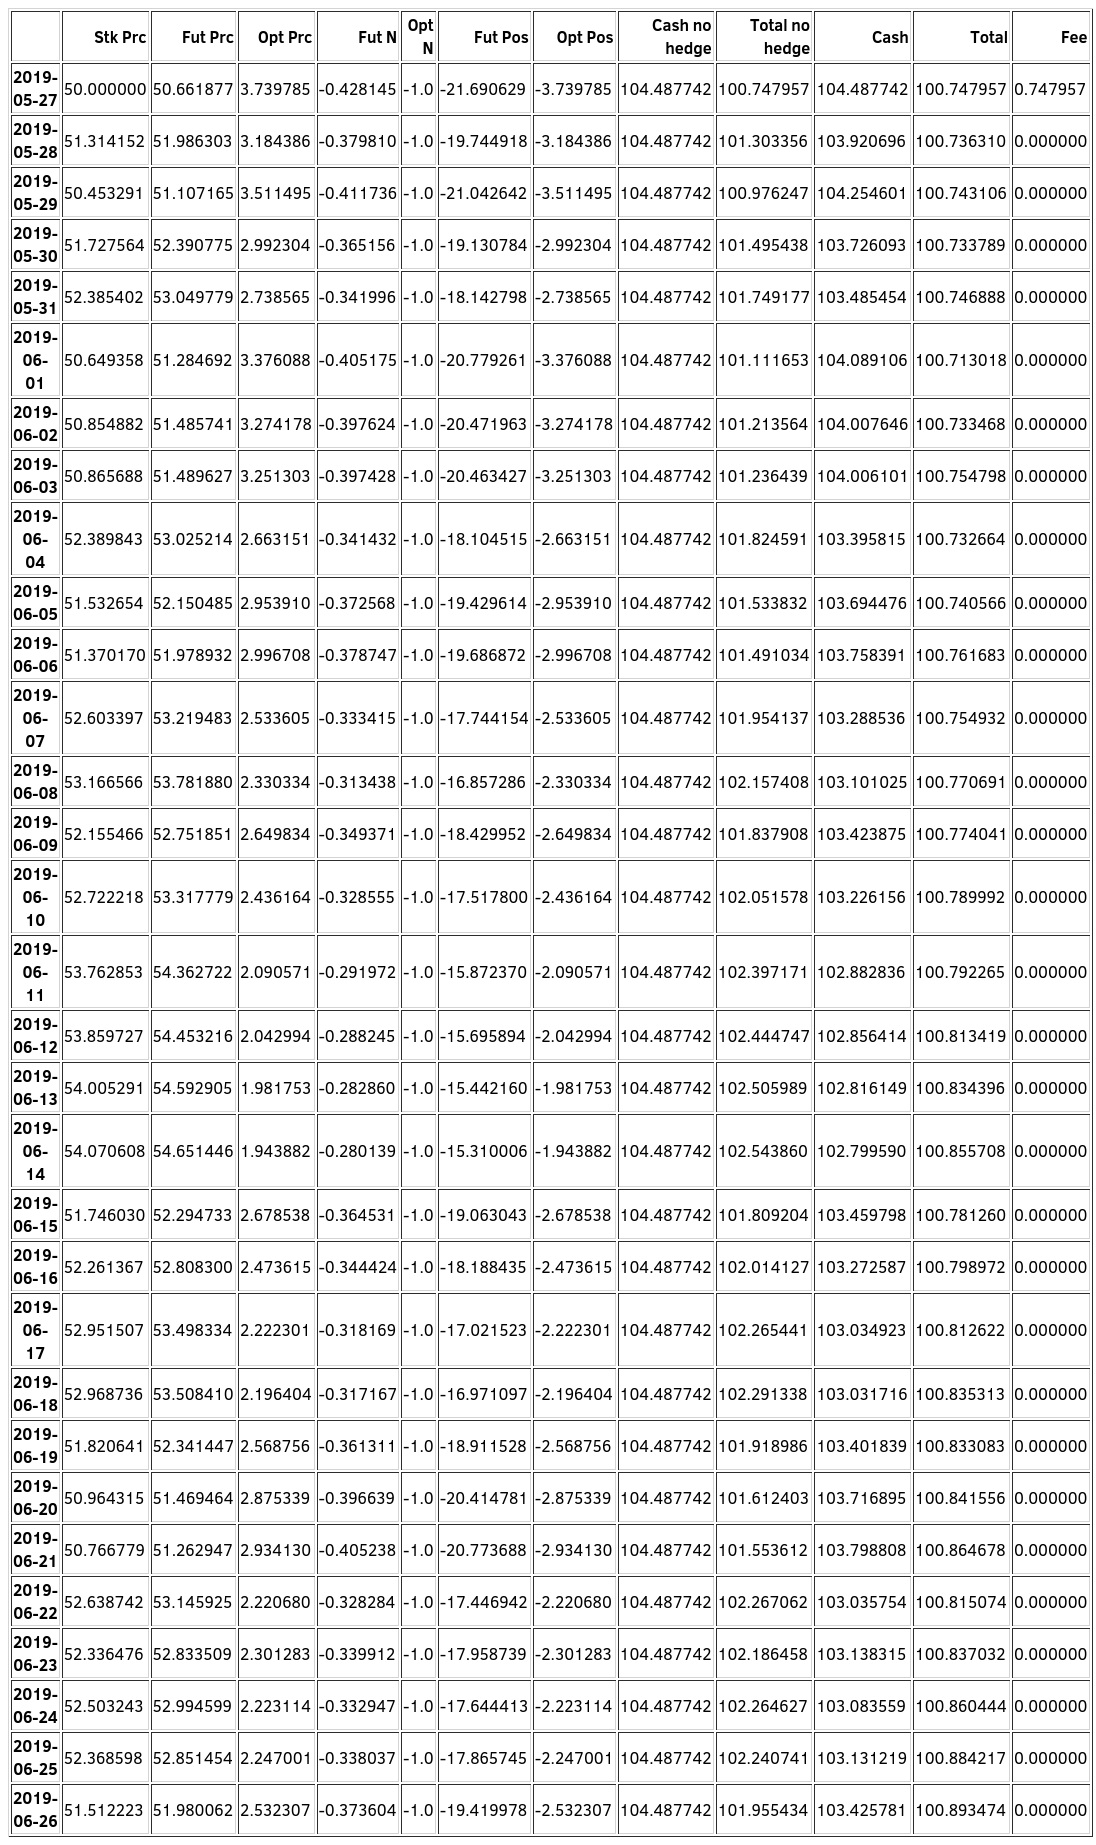 Stk Prc Fut Prc Opt Prc Fut N Opt N Fut Pos Opt Pos Cash no hedge Total no hedge Cash Total Fee
2019-05-27 50.000000 50.661877 3.739785 -0.428145 -1.0 -21.690629 -3.739785 104.487742 100.747957 104.487742 100.747957 0.747957
2019-05-28 51.314152 51.986303 3.184386 -0.379810 -1.0 -19.744918 -3.184386 104.487742 101.303356 103.920696 100.736310 0.000000
2019-05-29 50.453291 51.107165 3.511495 -0.411736 -1.0 -21.042642 -3.511495 104.487742 100.976247 104.254601 100.743106 0.000000
2019-05-30 51.727564 52.390775 2.992304 -0.365156 -1.0 -19.130784 -2.992304 104.487742 101.495438 103.726093 100.733789 0.000000
2019-05-31 52.385402 53.049779 2.738565 -0.341996 -1.0 -18.142798 -2.738565 104.487742 101.749177 103.485454 100.746888 0.000000
2019-06-01 50.649358 51.284692 3.376088 -0.405175 -1.0 -20.779261 -3.376088 104.487742 101.111653 104.089106 100.713018 0.000000
2019-06-02 50.854882 51.485741 3.274178 -0.397624 -1.0 -20.471963 -3.274178 104.487742 101.213564 104.007646 100.733468 0.000000
2019-06-03 50.865688 51.489627 3.251303 -0.397428 -1.0 -20.463427 -3.251303 104.487742 101.236439 104.006101 100.754798 0.000000
2019-06-04 52.389843 53.025214 2.663151 -0.341432 -1.0 -18.104515 -2.663151 104.487742 101.824591 103.395815 100.732664 0.000000
2019-06-05 51.532654 52.150485 2.953910 -0.372568 -1.0 -19.429614 -2.953910 104.487742 101.533832 103.694476 100.740566 0.000000
2019-06-06 51.370170 51.978932 2.996708 -0.378747 -1.0 -19.686872 -2.996708 104.487742 101.491034 103.758391 100.761683 0.000000
2019-06-07 52.603397 53.219483 2.533605 -0.333415 -1.0 -17.744154 -2.533605 104.487742 101.954137 103.288536 100.754932 0.000000
2019-06-08 53.166566 53.781880 2.330334 -0.313438 -1.0 -16.857286 -2.330334 104.487742 102.157408 103.101025 100.770691 0.000000
2019-06-09 52.155466 52.751851 2.649834 -0.349371 -1.0 -18.429952 -2.649834 104.487742 101.837908 103.423875 100.774041 0.000000
2019-06-10 52.722218 53.317779 2.436164 -0.328555 -1.0 -17.517800 -2.436164 104.487742 102.051578 103.226156 100.789992 0.000000
2019-06-11 53.762853 54.362722 2.090571 -0.291972 -1.0 -15.872370 -2.090571 104.487742 102.397171 102.882836 100.792265 0.000000
2019-06-12 53.859727 54.453216 2.042994 -0.288245 -1.0 -15.695894 -2.042994 104.487742 102.444747 102.856414 100.813419 0.000000
2019-06-13 54.005291 54.592905 1.981753 -0.282860 -1.0 -15.442160 -1.981753 104.487742 102.505989 102.816149 100.834396 0.000000
2019-06-14 54.070608 54.651446 1.943882 -0.280139 -1.0 -15.310006 -1.943882 104.487742 102.543860 102.799590 100.855708 0.000000
2019-06-15 51.746030 52.294733 2.678538 -0.364531 -1.0 -19.063043 -2.678538 104.487742 101.809204 103.459798 100.781260 0.000000
2019-06-16 52.261367 52.808300 2.473615 -0.344424 -1.0 -18.188435 -2.473615 104.487742 102.014127 103.272587 100.798972 0.000000
2019-06-17 52.951507 53.498334 2.222301 -0.318169 -1.0 -17.021523 -2.222301 104.487742 102.265441 103.034923 100.812622 0.000000
2019-06-18 52.968736 53.508410 2.196404 -0.317167 -1.0 -16.971097 -2.196404 104.487742 102.291338 103.031716 100.835313 0.000000
2019-06-19 51.820641 52.341447 2.568756 -0.361311 -1.0 -18.911528 -2.568756 104.487742 101.918986 103.401839 100.833083 0.000000
2019-06-20 50.964315 51.469464 2.875339 -0.396639 -1.0 -20.414781 -2.875339 104.487742 101.612403 103.716895 100.841556 0.000000
2019-06-21 50.766779 51.262947 2.934130 -0.405238 -1.0 -20.773688 -2.934130 104.487742 101.553612 103.798808 100.864678 0.000000
2019-06-22 52.638742 53.145925 2.220680 -0.328284 -1.0 -17.446942 -2.220680 104.487742 102.267062 103.035754 100.815074 0.000000
2019-06-23 52.336476 52.833509 2.301283 -0.339912 -1.0 -17.958739 -2.301283 104.487742 102.186458 103.138315 100.837032 0.000000
2019-06-24 52.503243 52.994599 2.223114 -0.332947 -1.0 -17.644413 -2.223114 104.487742 102.264627 103.083559 100.860444 0.000000
2019-06-25 52.368598 52.851454 2.247001 -0.338037 -1.0 -17.865745 -2.247001 104.487742 102.240741 103.131219 100.884217 0.000000
2019-06-26 51.512223 51.980062 2.532307 -0.373604 -1.0 -19.419978 -2.532307 104.487742 101.955434 103.425781 100.893474 0.000000